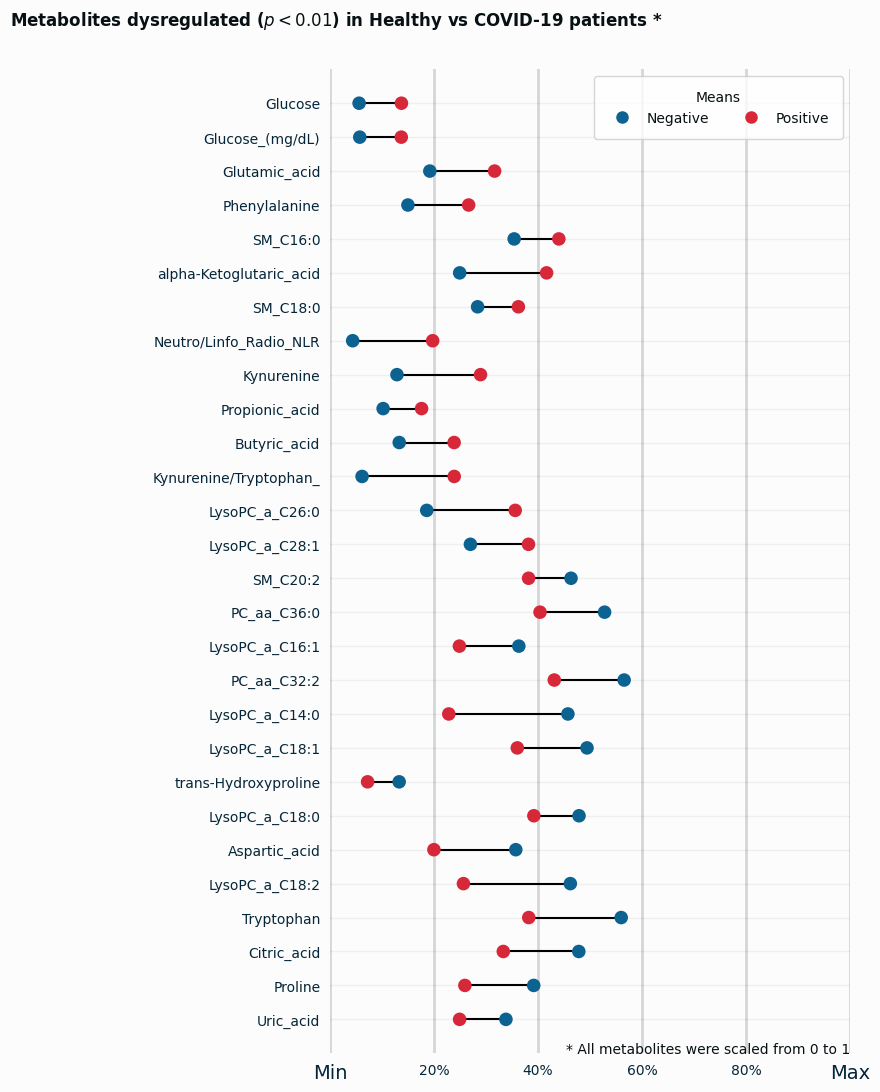 Metabolites dysregulated (p < 0.01) in Healthy vs COVID-19 patients *
Means
Negative Positive
Glucose
Glucose_(mg/dL)
Glutamic_acid
Phenylalanine
SM_C16:0
alpha-Ketoglutaric_acid
SM_C18:0
Neutro/Linfo_Radio_NLR
Kynurenine
Propionic_acid
Butyric_acid
Kynurenine/Tryptophan_
LysoPC_a_C26:0
LysoPC_a_C28:1
SM_C20:2
PC_aa_C36:0
LysoPC_a_C16:1
PC_aa_C32:2
LysoPC_a_C14:0
LysoPC_a_C18:1
trans-Hydroxyproline
LysoPC_a_C18:0
Aspartic_acid
LysoPC_a_C18:2
Tryptophan
Citric_acid
Proline
Uric_acid
* All metabolites were scaled from 0 to 1
Min 20% 40% 60% 80% Max